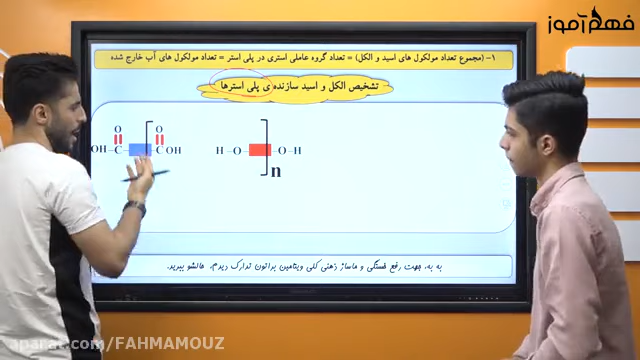 فهم آموز
۱- (مجموع تعداد مولکول های اسید و الکل) = تعداد گروه عاملی استری در پلی استر = تعداد مولکول های آب خارج شده
تشخیص الکل و اسید سازنده ی پلی استرها
O O
OH – C – C OH H – O – – O – H
n
به به. جهت رفع خستگی و ماساژ ذهنی کلی ویتامین براتون تدارک دیدم. حالشو ببرید.
aparat.com/FAHMAMOUZ